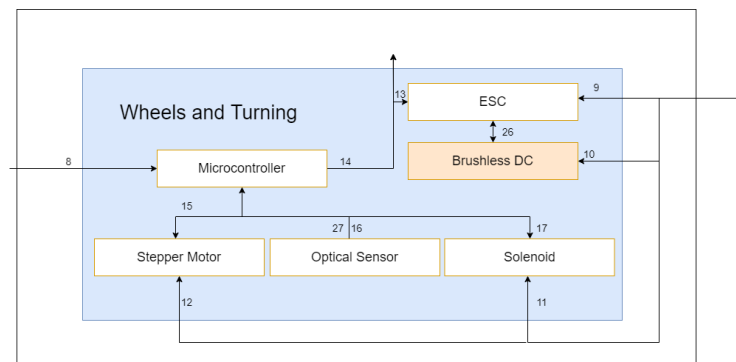 13
9
ESC
Wheels and Turning
26
8
Microcontroller
14
Brushless DC
10
15
27
16
17
Stepper Motor
Optical Sensor
Solenoid
12
11